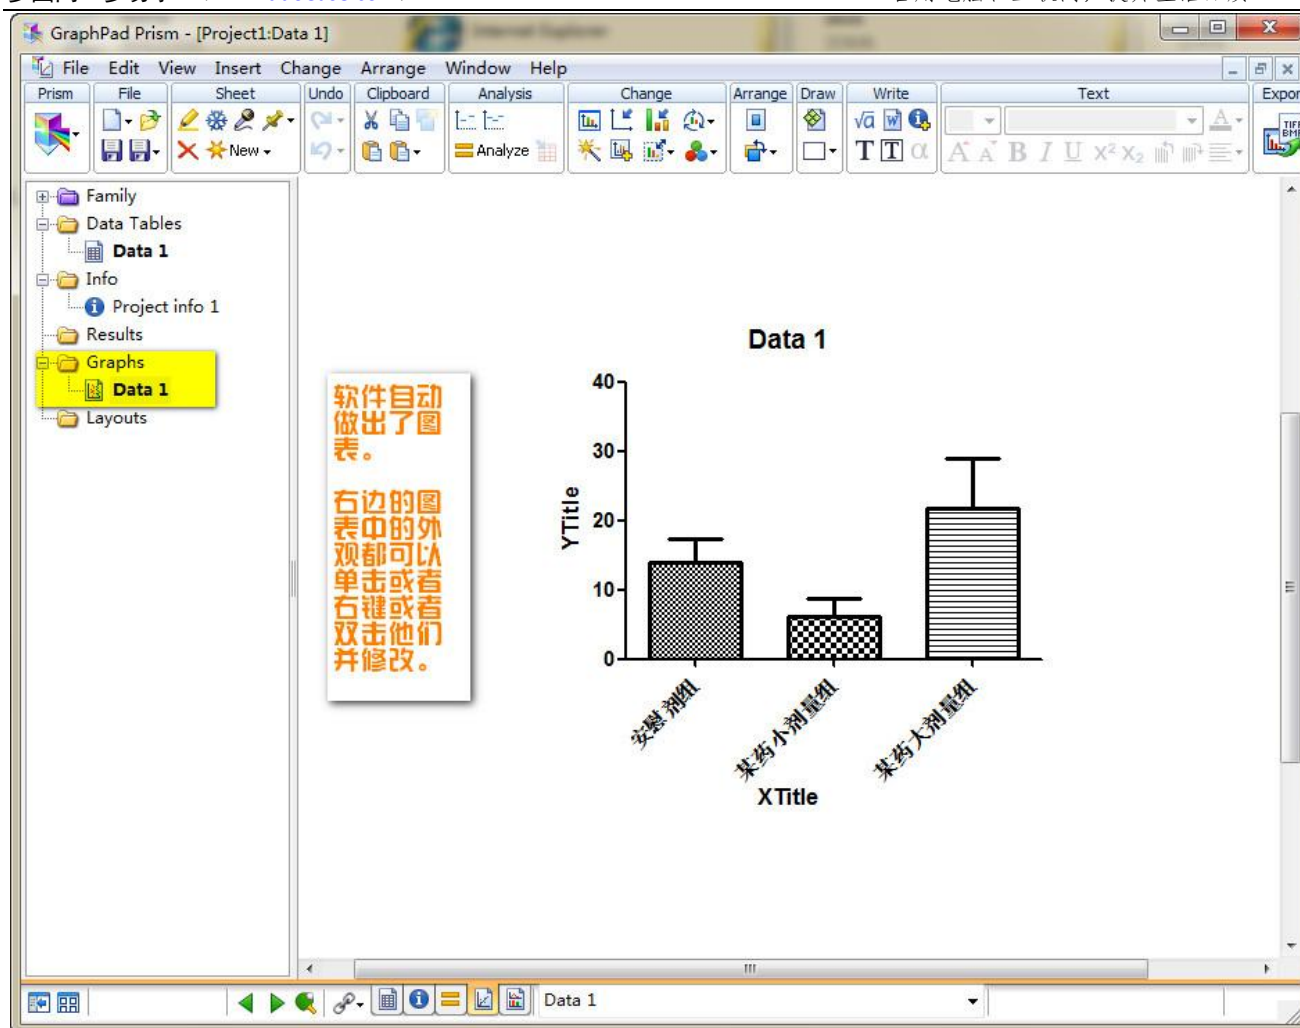 GraphPad Prism - [Project1:Data 1]
File Edit View Insert Change Arrange Window Help
Prism File Sheet Undo Clipboard Analysis Change Arrange Draw Write Text Expor
New
Analyze
Family
Data Tables
Data 1
Info
Project info 1
Results
Graphs
Data 1
Layouts
软件自动
做出了图
表。
右边的图
表中的外
观都可以
单击或者
右键或者
双击他们
并修改。
Data 1
40
30
20
10
0
YTitle
安慰剂组
某药小剂量组
某药大剂量组
XTitle
Data 1